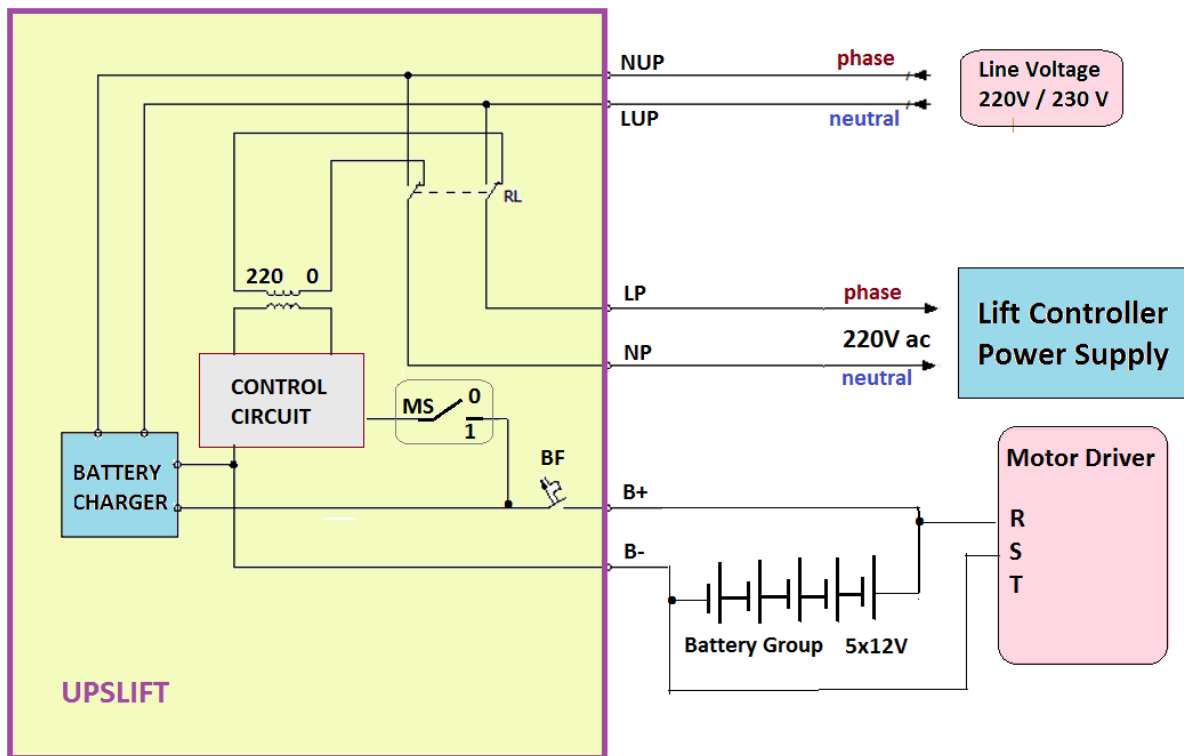 NUP
phase
Line Voltage
220V / 230 V
LUP
neutral
RL
220 0
LP
phase
Lift Controller
Power Supply
220V ac
NP
neutral
CONTROL
CIRCUIT
MS
0
1
BATTERY
CHARGER
BF
B+
B-
Motor Driver
R
S
T
Battery Group 5x12V
UPSLIFT